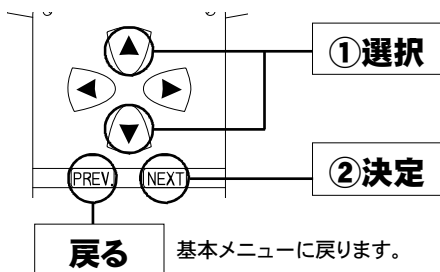 ①選択
PREV.
NEXT
②決定
戻る
基本メニューに戻ります。